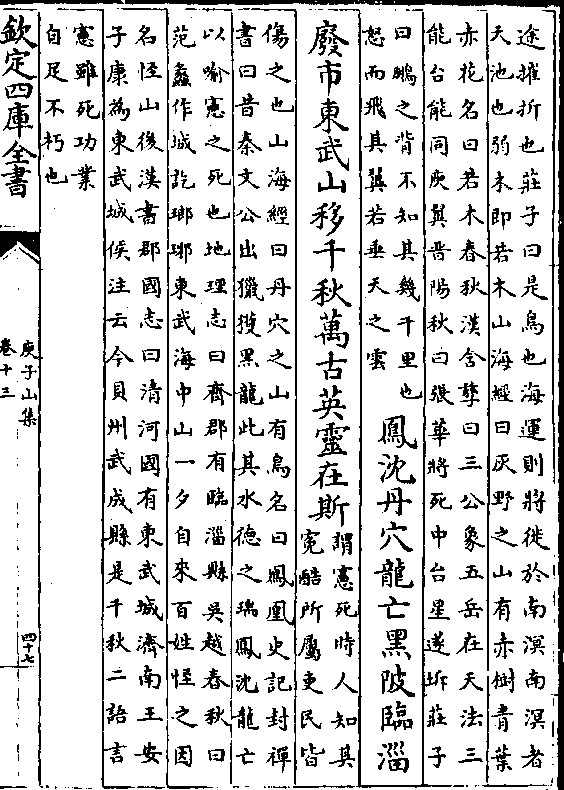 途摧折也莊子曰是鳥也海運則將徙於南溟南溟者
天池也弱木即若木山海經曰灰野之山有赤樹青葉
赤花名曰若木春秋漢含孳曰三公象五岳在天法三
能台能同庾翼晉陽秋曰張華將死中台星遂坼莊子
曰鵬之背不知其幾千里也
怒而飛其翼若垂天之雲
鳳沈丹穴龍亡黑陂臨淄
廢市東武山移千秋萬古英靈在斯
謂憲死時人知其
寃酷所屬吏民皆
傷之也山海經曰丹穴之山有鳥名曰鳳凰史記封禪
書曰昔秦文公出獵獲黑龍此其水德之瑞鳳沈龍亡
以喻憲之死也地理志曰齊郡有臨淄縣吳越春秋曰
范蠡作城訖瑯琊東武海中山一夕自來百姓怪之因
名怪山後漢書郡國志曰清河國有東武城濟南王安
子康為東武城侯注云今貝州武成縣是千秋二語言
憲雖死功業
自足不朽也
欽定四庫全書
庾子山集
卷十三
四十七